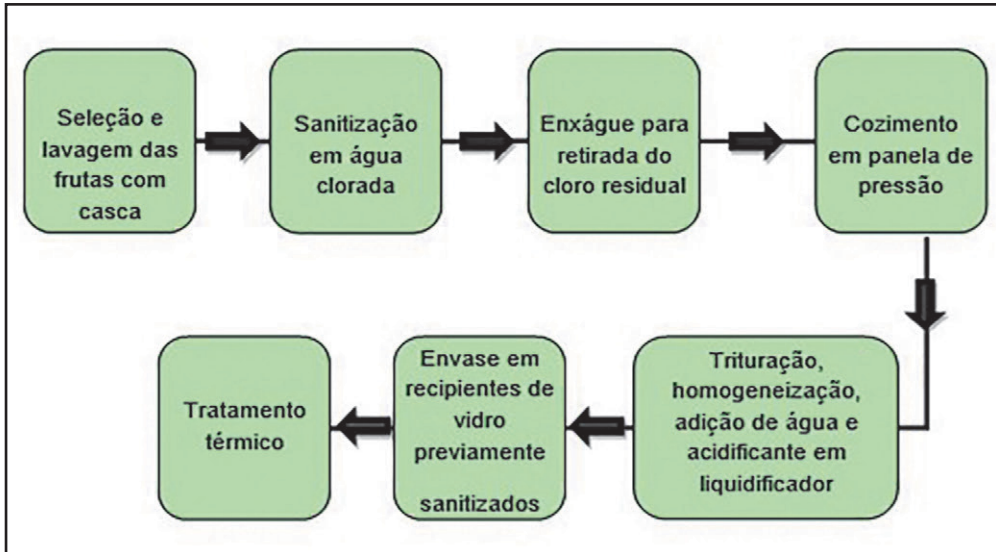 Seleção e
lavagem das
frutas com
casca
Sanitização
em água
clorada
Enxágue para
retirada do
cloro residual
Cozimento
em panela de
pressão
Trituração,
homogeneização,
adição de água e
acidificante em
liquidificador
Envase em
recipientes de
vidro
previamente
sanitizados
Tratamento
térmico